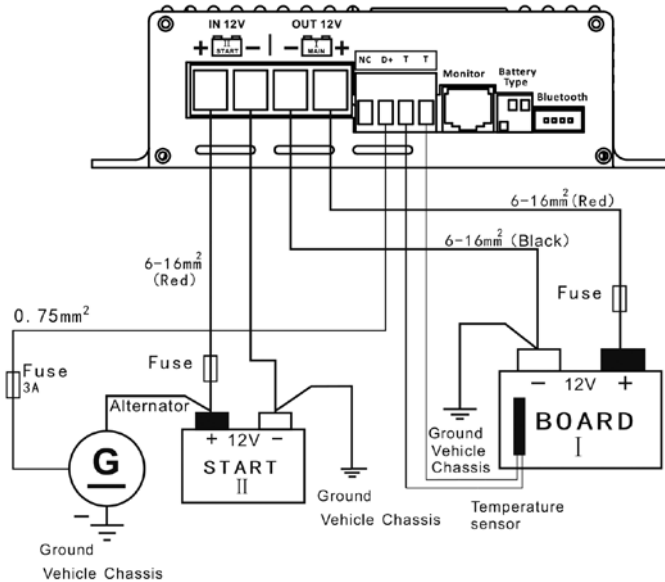 IN 12V
OUT 12V
+ II START − | − I MAIN +
NC D+ T T
Monitor
Battery
Type
Bluetooth
6-16mm² (Red)
6-16mm² (Black)
6-16mm²
(Red)
0.75mm²
Fuse
3A
Fuse
Fuse
Alternator
G
−
Ground
Vehicle Chassis
+ 12V −
START
II
Ground
Vehicle Chassis
Ground
Vehicle
Chassis
− 12V +
BOARD
I
Temperature
sensor